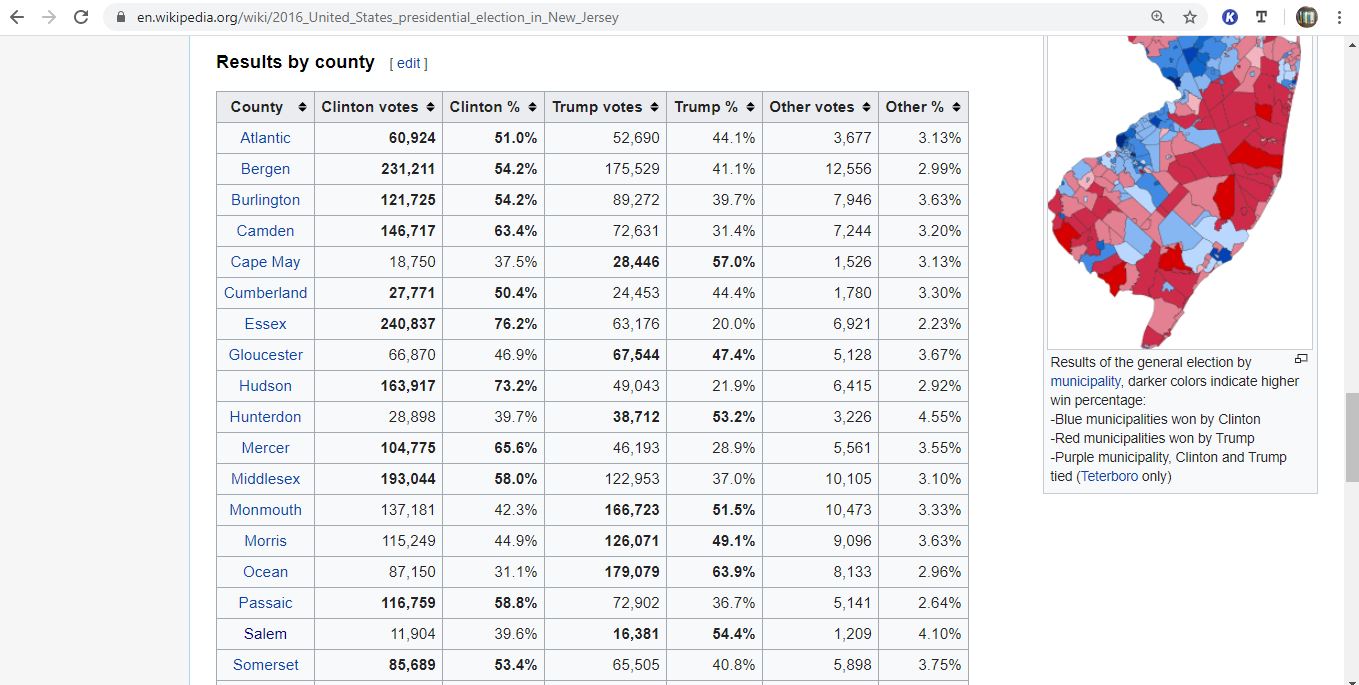 en.wikipedia.org/wiki/2016_United_States_presidential_election_in_New_Jersey
Results by county [ edit ]
County Clinton votes Clinton % Trump votes Trump % Other votes Other %
Atlantic 60,924 51.0% 52,690 44.1% 3,677 3.13%
Bergen 231,211 54.2% 175,529 41.1% 12,556 2.99%
Burlington 121,725 54.2% 89,272 39.7% 7,946 3.63%
Camden 146,717 63.4% 72,631 31.4% 7,244 3.20%
Cape May 18,750 37.5% 28,446 57.0% 1,526 3.13%
Cumberland 27,771 50.4% 24,453 44.4% 1,780 3.30%
Essex 240,837 76.2% 63,176 20.0% 6,921 2.23%
Gloucester 66,870 46.9% 67,544 47.4% 5,128 3.67%
Hudson 163,917 73.2% 49,043 21.9% 6,415 2.92%
Hunterdon 28,898 39.7% 38,712 53.2% 3,226 4.55%
Mercer 104,775 65.6% 46,193 28.9% 5,561 3.55%
Middlesex 193,044 58.0% 122,953 37.0% 10,105 3.10%
Monmouth 137,181 42.3% 166,723 51.5% 10,473 3.33%
Morris 115,249 44.9% 126,071 49.1% 9,096 3.63%
Ocean 87,150 31.1% 179,079 63.9% 8,133 2.96%
Passaic 116,759 58.8% 72,902 36.7% 5,141 2.64%
Salem 11,904 39.6% 16,381 54.4% 1,209 4.10%
Somerset 85,689 53.4% 65,505 40.8% 5,898 3.75%
Results of the general election by
municipality, darker colors indicate higher
win percentage:
-Blue municipalities won by Clinton
-Red municipalities won by Trump
-Purple municipality, Clinton and Trump
tied (Teterboro only)
K
T